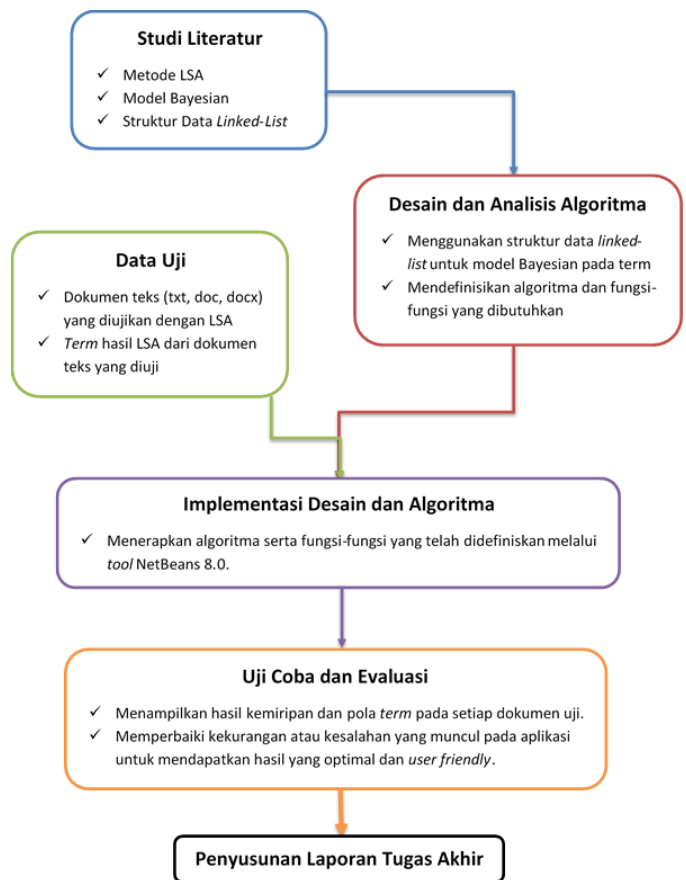 Studi Literatur
✓ Metode LSA
✓ Model Bayesian
✓ Struktur Data Linked-List
Desain dan Analisis Algoritma
✓ Menggunakan struktur data linked-
list untuk model Bayesian pada term
✓ Mendefinisikan algoritma dan fungsi-
fungsi yang dibutuhkan
Data Uji
✓ Dokumen teks (txt, doc, docx)
yang diujikan dengan LSA
✓ Term hasil LSA dari dokumen
teks yang diuji
Implementasi Desain dan Algoritma
✓ Menerapkan algoritma serta fungsi-fungsi yang telah didefiniskan melalui
tool NetBeans 8.0.
Uji Coba dan Evaluasi
✓ Menampilkan hasil kemiripan dan pola term pada setiap dokumen uji.
✓ Memperbaiki kekurangan atau kesalahan yang muncul pada aplikasi
untuk mendapatkan hasil yang optimal dan user friendly.
Penyusunan Laporan Tugas Akhir